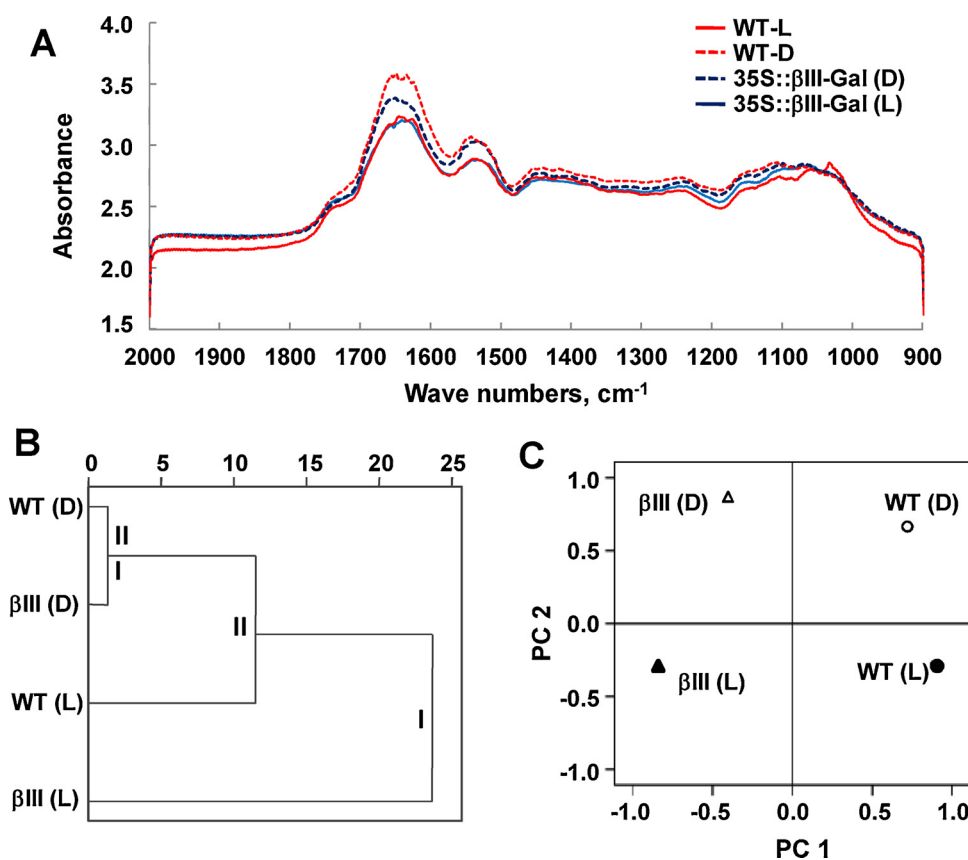 A
4.0
3.5
3.0
2.5
2.0
1.5
Absorbance
WT-L
WT-D
35S::βIII-Gal (D)
35S::βIII-Gal (L)
2000 1900 1800 1700 1600 1500 1400 1300 1200 1100 1000 900
Wave numbers, cm-1
B
0 5 10 15 20 25
WT (D)
II
I
βIII (D)
II
WT (L)
I
βIII (L)
C
1.0
0.5
0.0
-0.5
-1.0
PC 2
βIII (D)
WT (D)
βIII (L)
WT (L)
-1.0 -0.5 0.0 0.5 1.0
PC 1